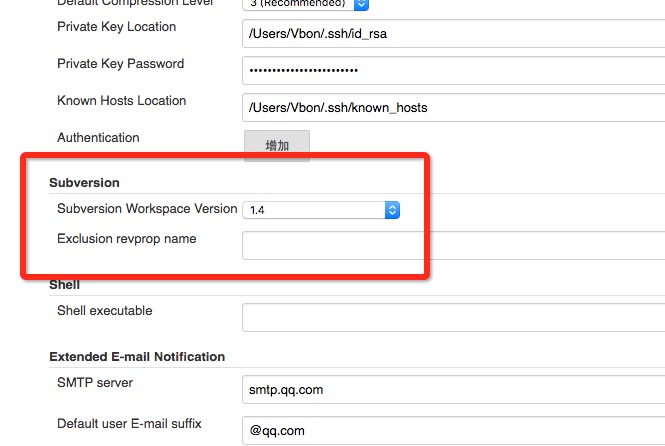 Default Compression Level 3 (Recommended)
Private Key Location /Users/Vbon/.ssh/id_rsa
Private Key Password ••••••••••••••••••••••••
Known Hosts Location /Users/Vbon/.ssh/known_hosts
Authentication 增加
Subversion
Subversion Workspace Version 1.4
Exclusion revprop name
Shell
Shell executable
Extended E-mail Notification
SMTP server smtp.qq.com
Default user E-mail suffix @qq.com